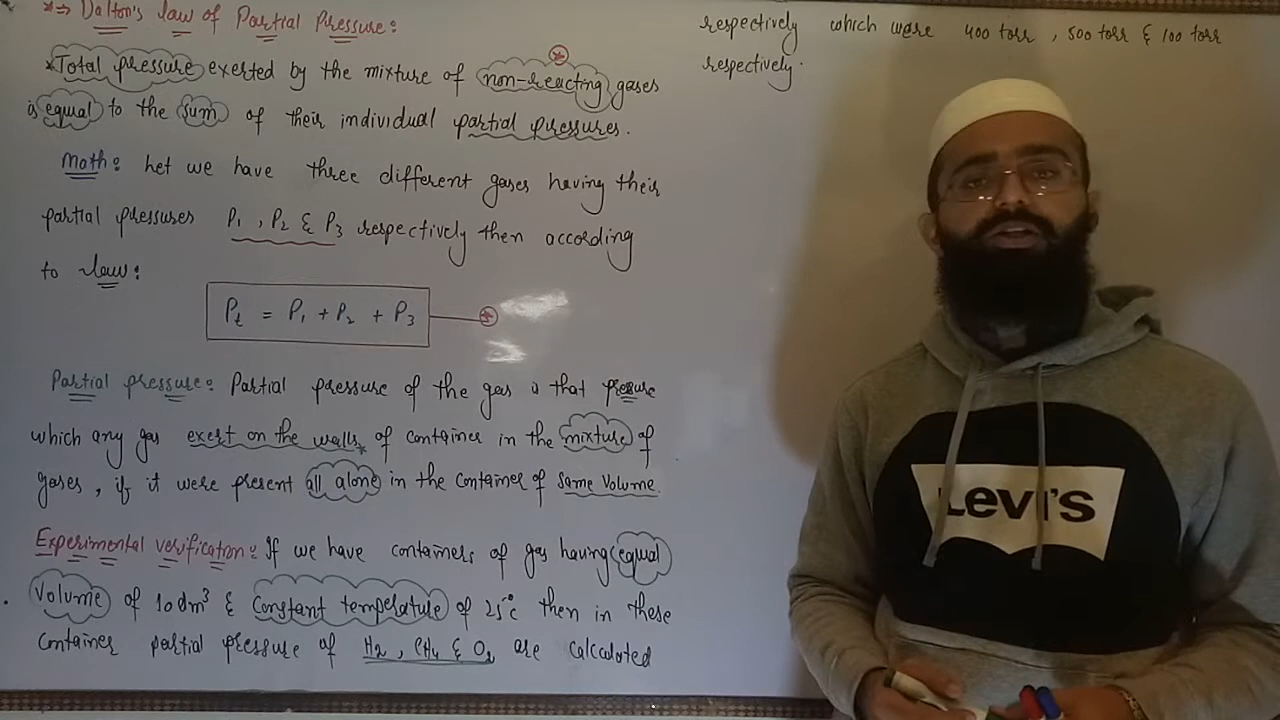 *⇒ Dalton's law of Partial Pressure:
*Total pressure exerted by the mixture of non-reacting gases
is equal to the sum of their individual partial pressures.
Math: Let we have three different gases having their
partial pressures P₁, P₂ & P₃ respectively then according
to law:
Pt = P₁ + P₂ + P₃
Partial pressure: Partial pressure of the gas is that pressure
which any gas exert on the walls of container in the mixture of
gases, if it were present all alone in the container of same volume.
Experimental verification: If we have containers of gas having equal
volume of 10dm³ & Constant temperature of 25°c then in these
container partial pressure of H₂, CH₄ & O₂ are calculated
respectively which were 400 torr, 500 torr & 100 torr
respectively.
Levi's